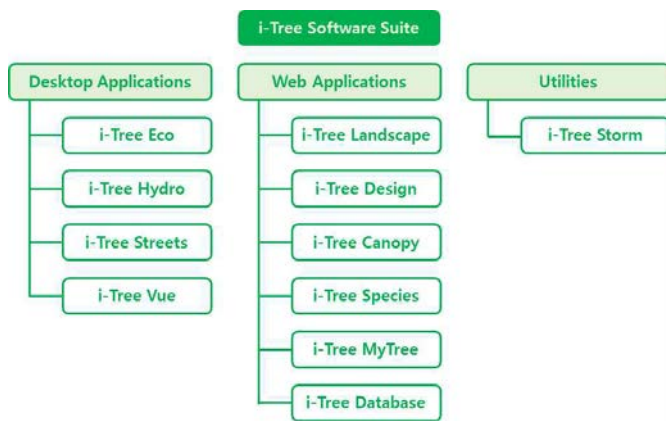 i-Tree Software Suite
Desktop Applications
i-Tree Eco
i-Tree Hydro
i-Tree Streets
i-Tree Vue
Web Applications
i-Tree Landscape
i-Tree Design
i-Tree Canopy
i-Tree Species
i-Tree MyTree
i-Tree Database
Utilities
i-Tree Storm